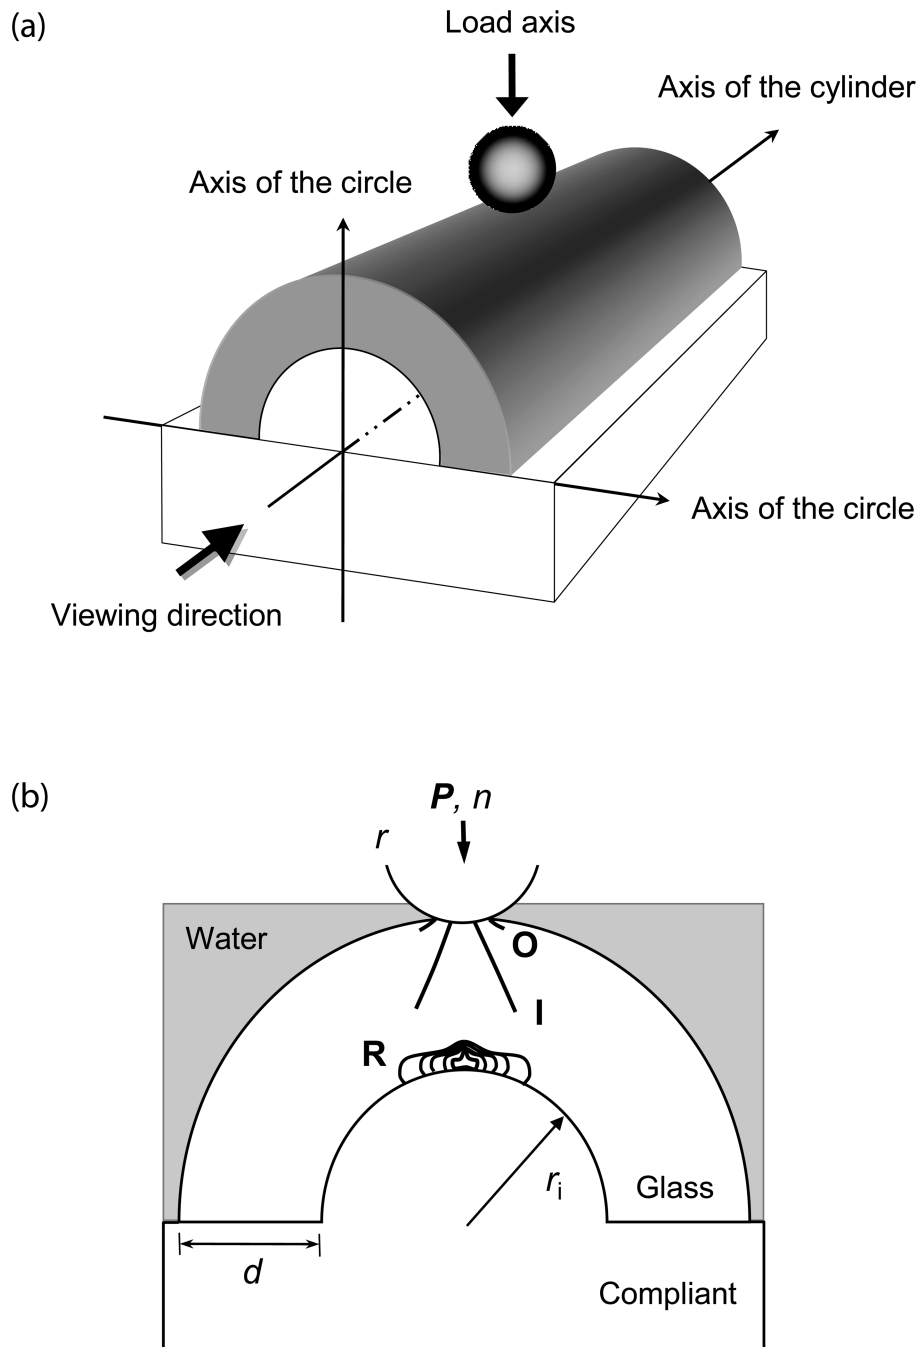 (a)
Load axis
Axis of the cylinder
Axis of the circle
Axis of the circle
Viewing direction
(b)
P, n
r
Water
O
I
R
r_i
Glass
d
Compliant